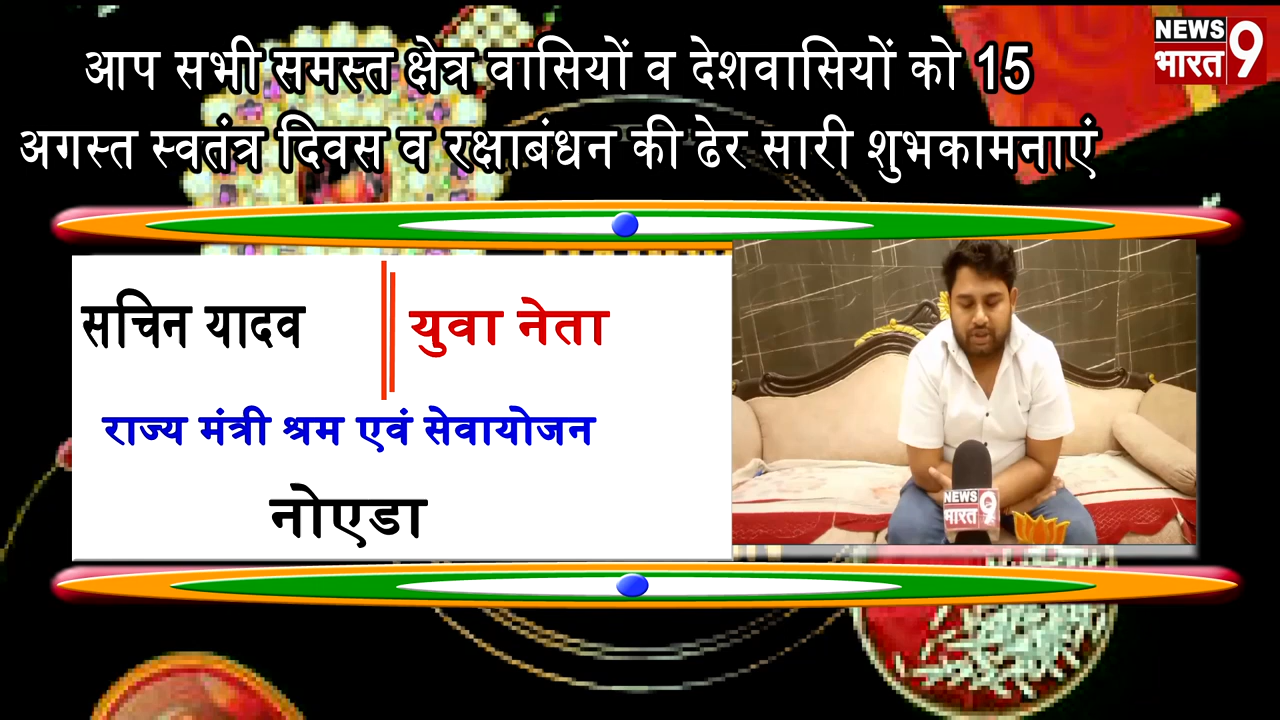 आप सभी समस्त क्षेत्र वासियों व देशवासियों को 15
अगस्त स्वतंत्र दिवस व रक्षाबंधन की ढेर सारी शुभकामनाएं
NEWS
भारत 9
सचिन यादव
युवा नेता
राज्य मंत्री श्रम एवं सेवायोजन
नोएडा
NEWS
भारत 9